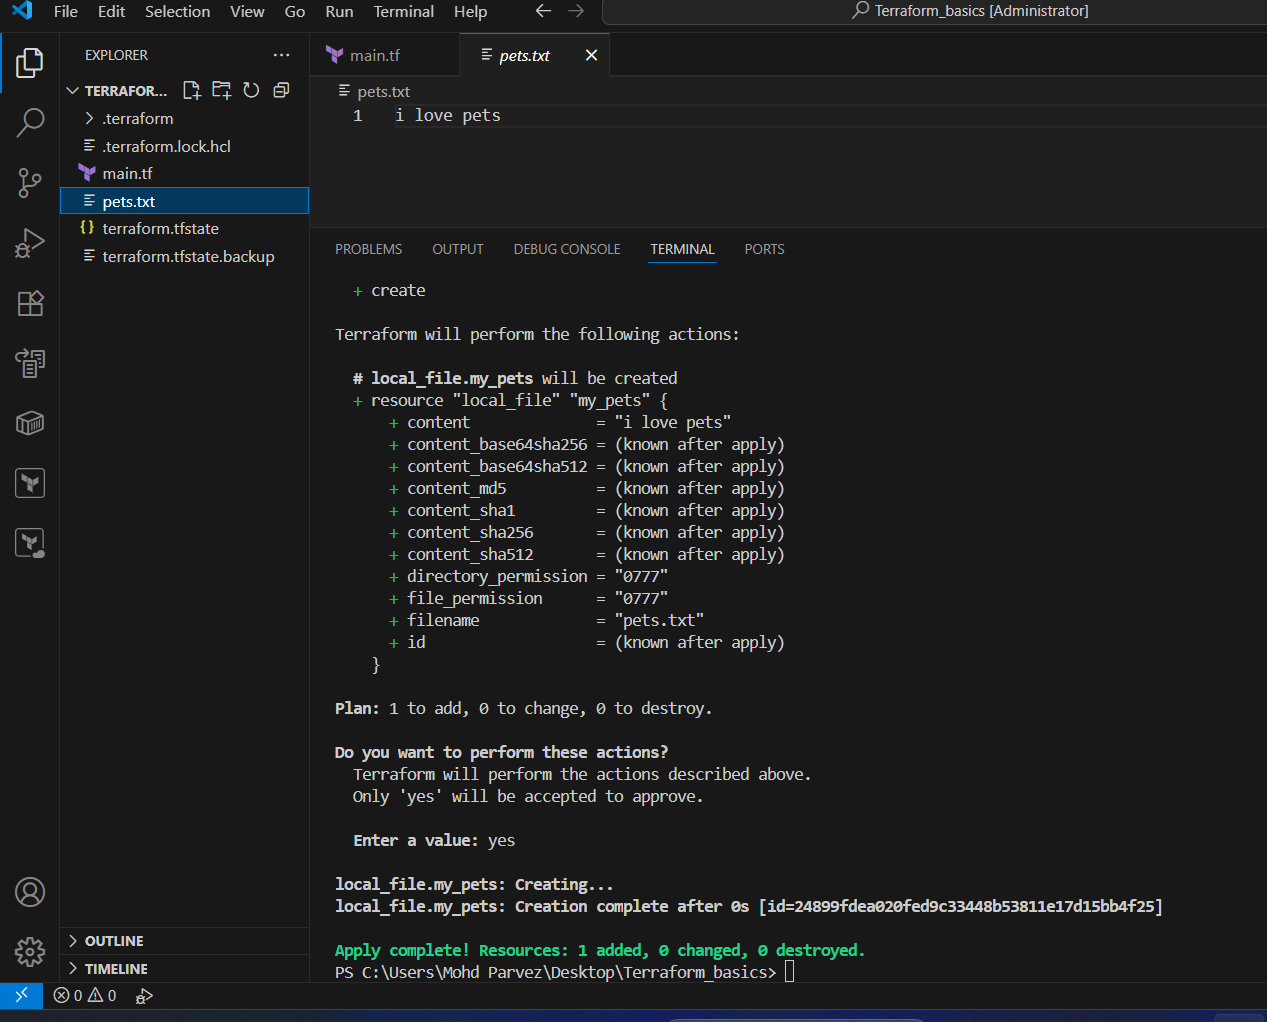 File Edit Selection View Go Run Terminal Help
Terraform_basics [Administrator]
EXPLORER
TERRAFOR...
.terraform
.terraform.lock.hcl
main.tf
pets.txt
terraform.tfstate
terraform.tfstate.backup
OUTLINE
TIMELINE
main.tf
pets.txt
pets.txt
1 i love pets
PROBLEMS OUTPUT DEBUG CONSOLE TERMINAL PORTS
+ create
Terraform will perform the following actions:
# local_file.my_pets will be created
+ resource "local_file" "my_pets" {
+ content = "i love pets"
+ content_base64sha256 = (known after apply)
+ content_base64sha512 = (known after apply)
+ content_md5 = (known after apply)
+ content_sha1 = (known after apply)
+ content_sha256 = (known after apply)
+ content_sha512 = (known after apply)
+ directory_permission = "0777"
+ file_permission = "0777"
+ filename = "pets.txt"
+ id = (known after apply)
}
Plan: 1 to add, 0 to change, 0 to destroy.
Do you want to perform these actions?
Terraform will perform the actions described above.
Only 'yes' will be accepted to approve.
Enter a value: yes
local_file.my_pets: Creating...
local_file.my_pets: Creation complete after 0s [id=24899fdea020fed9c33448b53811e17d15bb4f25]
Apply complete! Resources: 1 added, 0 changed, 0 destroyed.
PS C:\Users\Mohd Parvez\Desktop\Terraform_basics>
0 0